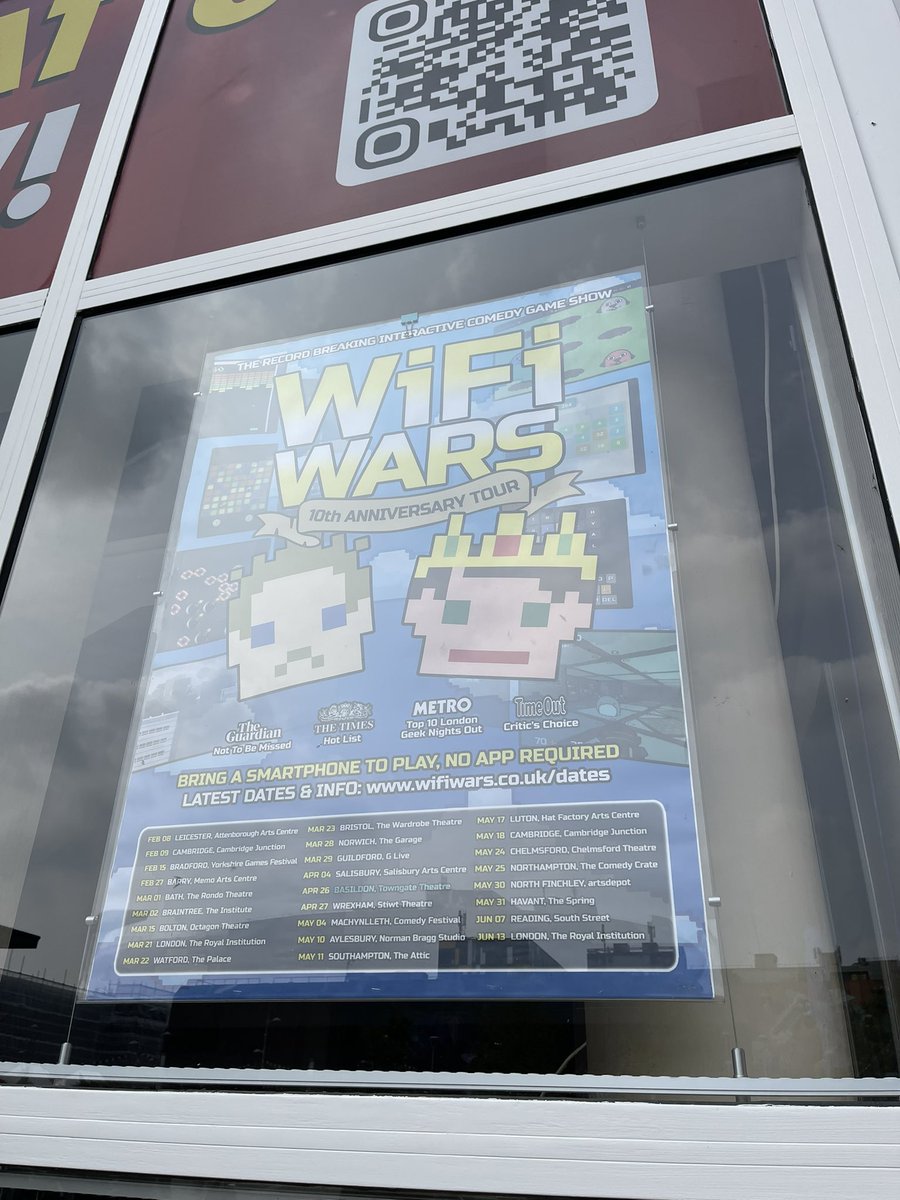 AT
!
THE RECORD BREAKING INTERACTIVE COMEDY GAME SHOW
WiFi
WARS
10th ANNIVERSARY TOUR
The Guardian
Not To Be Missed
THE TIMES
Hot List
METRO
Top 10 London
Geek Nights Out
TimeOut
Critic's Choice
BRING A SMARTPHONE TO PLAY, NO APP REQUIRED
LATEST DATES & INFO: www.wifiwars.co.uk/dates
FEB 08 LEICESTER, Attenborough Arts Centre
FEB 09 CAMBRIDGE, Cambridge Junction
FEB 15 BRADFORD, Yorkshire Games Festival
FEB 27 BARRY, Memo Arts Centre
MAR 01 BATH, The Rondo Theatre
MAR 02 BRAINTREE, The Institute
MAR 15 BOLTON, Octagon Theatre
MAR 21 LONDON, The Royal Institution
MAR 22 WATFORD, The Palace
MAR 23 BRISTOL, The Wardrobe Theatre
MAR 28 NORWICH, The Garage
MAR 29 GUILDFORD, G Live
APR 04 SALISBURY, Salisbury Arts Centre
APR 26 BASILDON, Towngate Theatre
APR 27 WREXHAM, Stiwt Theatre
MAY 04 MACHYNLLETH, Comedy Festival
MAY 10 AYLESBURY, Norman Bragg Studio
MAY 11 SOUTHAMPTON, The Attic
MAY 17 LUTON, Hat Factory Arts Centre
MAY 18 CAMBRIDGE, Cambridge Junction
MAY 24 CHELMSFORD, Chelmsford Theatre
MAY 25 NORTHAMPTON, The Comedy Crate
MAY 30 NORTH FINCHLEY, artsdepot
MAY 31 HAVANT, The Spring
JUN 07 READING, South Street
JUN 13 LONDON, The Royal Institution